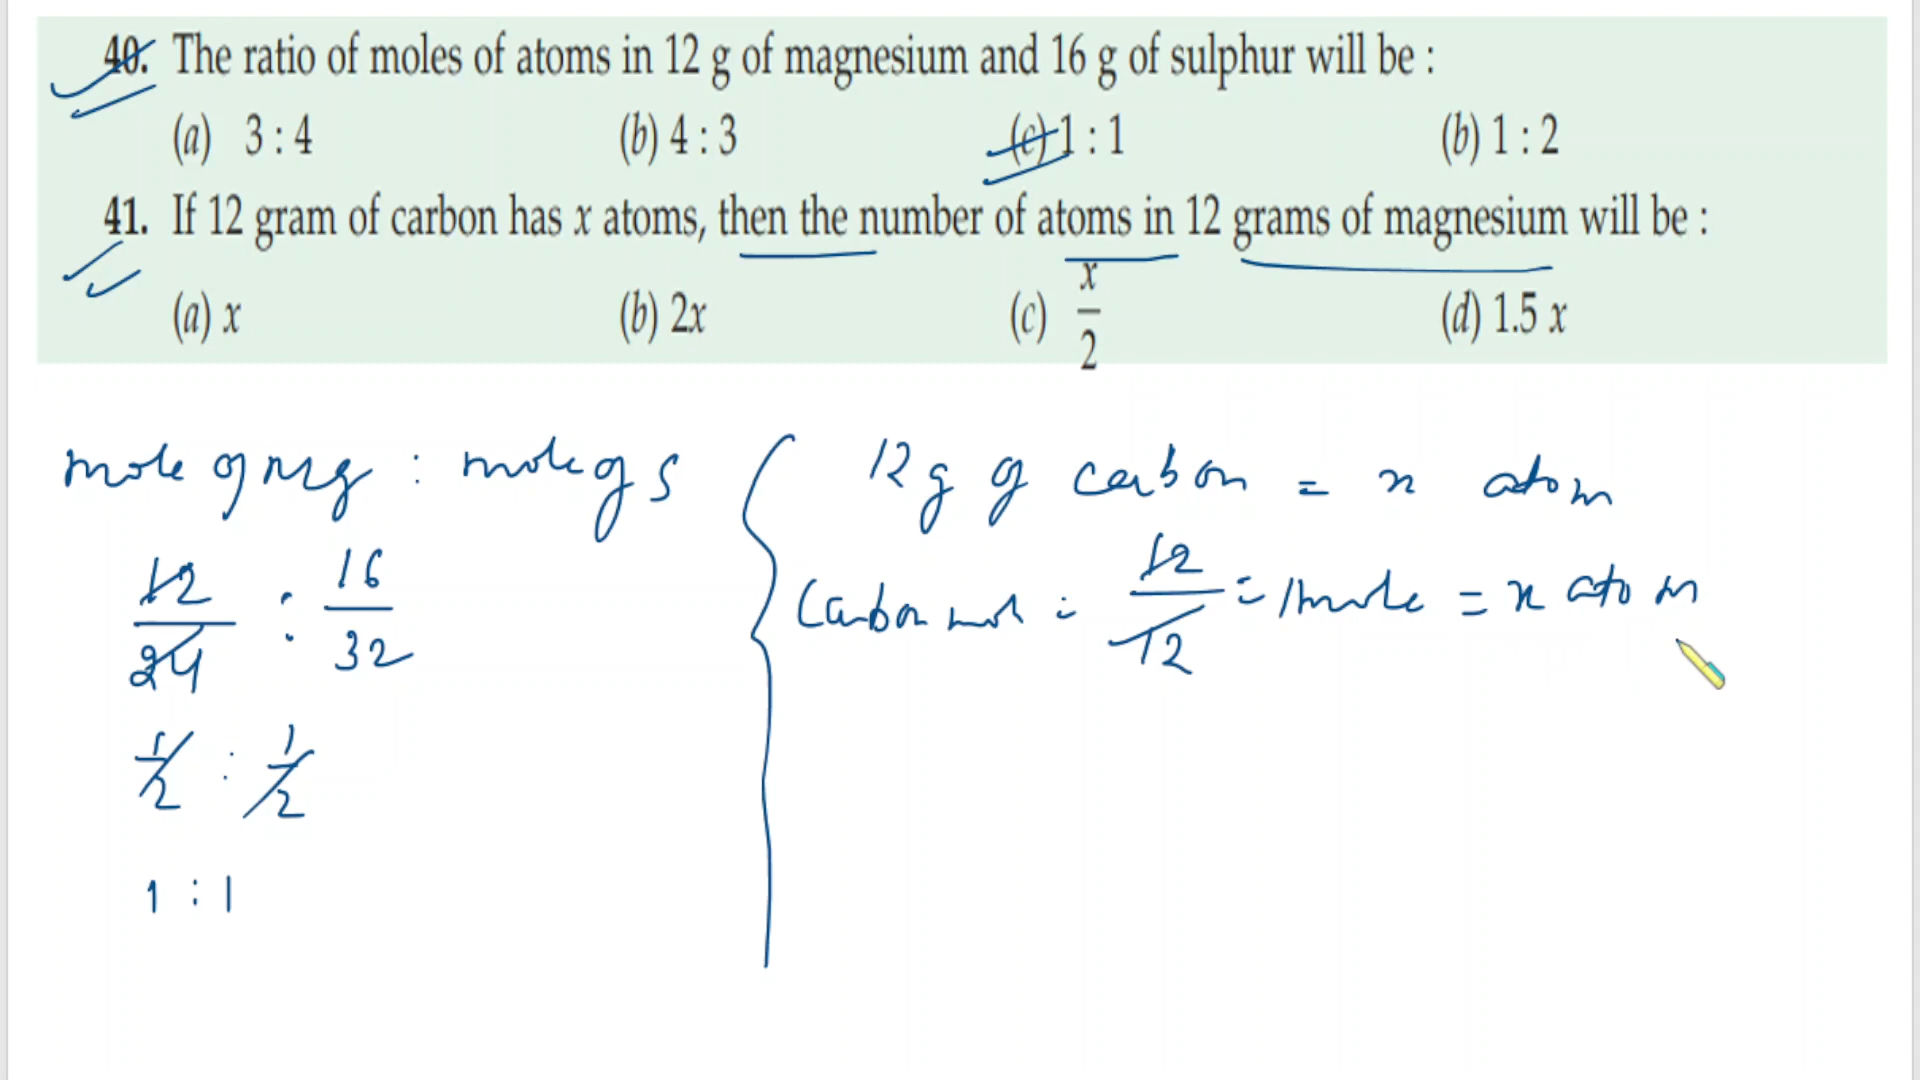 40. The ratio of moles of atoms in 12 g of magnesium and 16 g of sulphur will be :
(a) 3 : 4 (b) 4 : 3 (c) 1 : 1 (b) 1 : 2
41. If 12 gram of carbon has x atoms, then the number of atoms in 12 grams of magnesium will be :
(a) x (b) 2x (c) x/2 (d) 1.5 x
mole of Mg : mole of S
12/24 : 16/32
1/2 : 1/2
1 : 1
12 g of carbon = x atom
Carbon mol = 12/12 = 1 mole = x atom